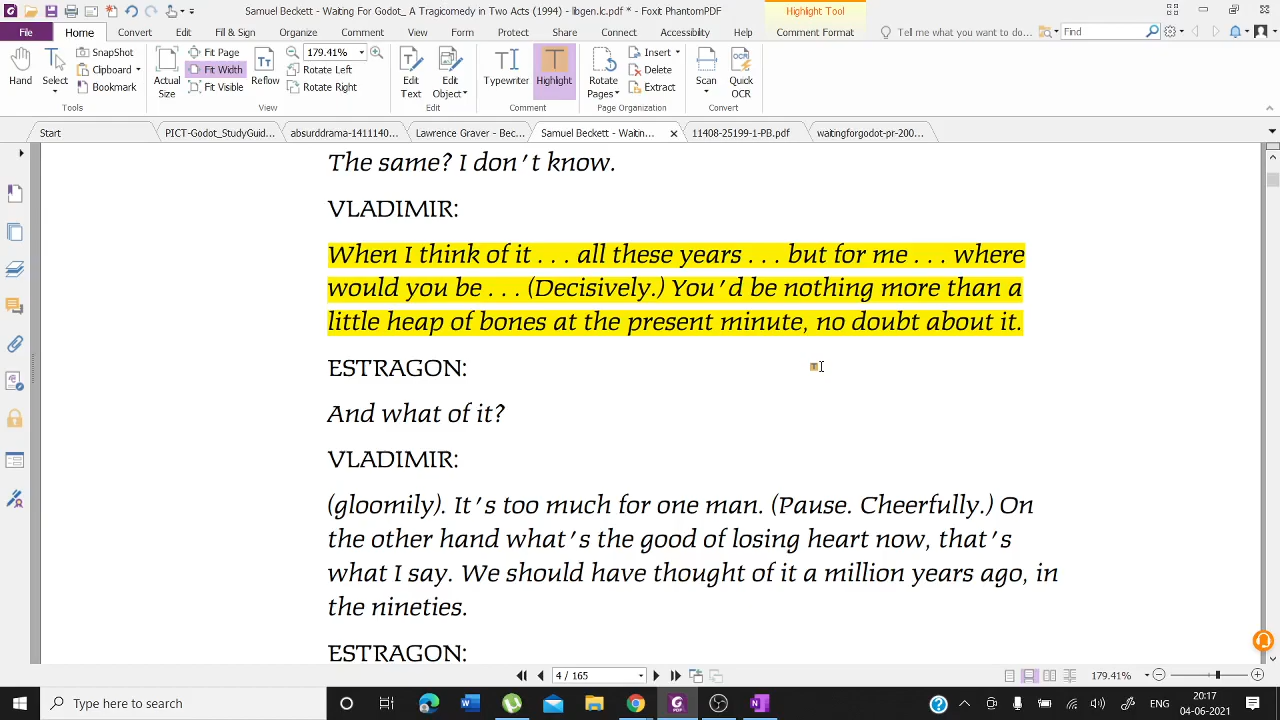 Samuel Beckett - Waiting For Godot_ A Tragicomedy in Two Acts (1994) - libgen.lc.pdf * - Foxit PhantomPDF
Highlight Tool
File Home Convert Edit Fill & Sign Organize Comment View Form Protect Share Connect Accessibility Help Comment Format
Tell me what you want to do...
Find
SnapShot
Clipboard
Bookmark
Hand
Select
Tools
Actual Size
Fit Page
Fit Width
Fit Visible
Reflow
179.41%
Rotate Left
Rotate Right
View
Edit Text
Edit Object
Edit
Typewriter
Highlight
Comment
Rotate Pages
Insert
Delete
Extract
Page Organization
Scan
Quick OCR
Convert
Start
PICT-Godot_StudyGuid...
absurddrama-1411140...
Lawrence Graver - Bec...
Samuel Beckett - Waitin...
11408-25199-1-PB.pdf
waitingforgodot-pr-200...
The same? I don't know.
VLADIMIR:
When I think of it . . . all these years . . . but for me . . . where
would you be . . . (Decisively.) You'd be nothing more than a
little heap of bones at the present minute, no doubt about it.
ESTRAGON:
And what of it?
VLADIMIR:
(gloomily). It's too much for one man. (Pause. Cheerfully.) On
the other hand what's the good of losing heart now, that's
what I say. We should have thought of it a million years ago, in
the nineties.
ESTRAGON:
4 / 165
179.41%
Type here to search
ENG
20:17
04-06-2021